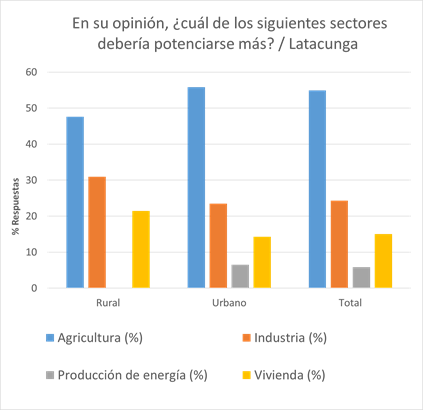 En su opinión, ¿cuál de los siguientes sectores
debería potenciarse más? / Latacunga
60
50
40
30
20
10
0
% Respuestas
Rural Urbano Total
Agricultura (%) Industria (%)
Producción de energía (%) Vivienda (%)